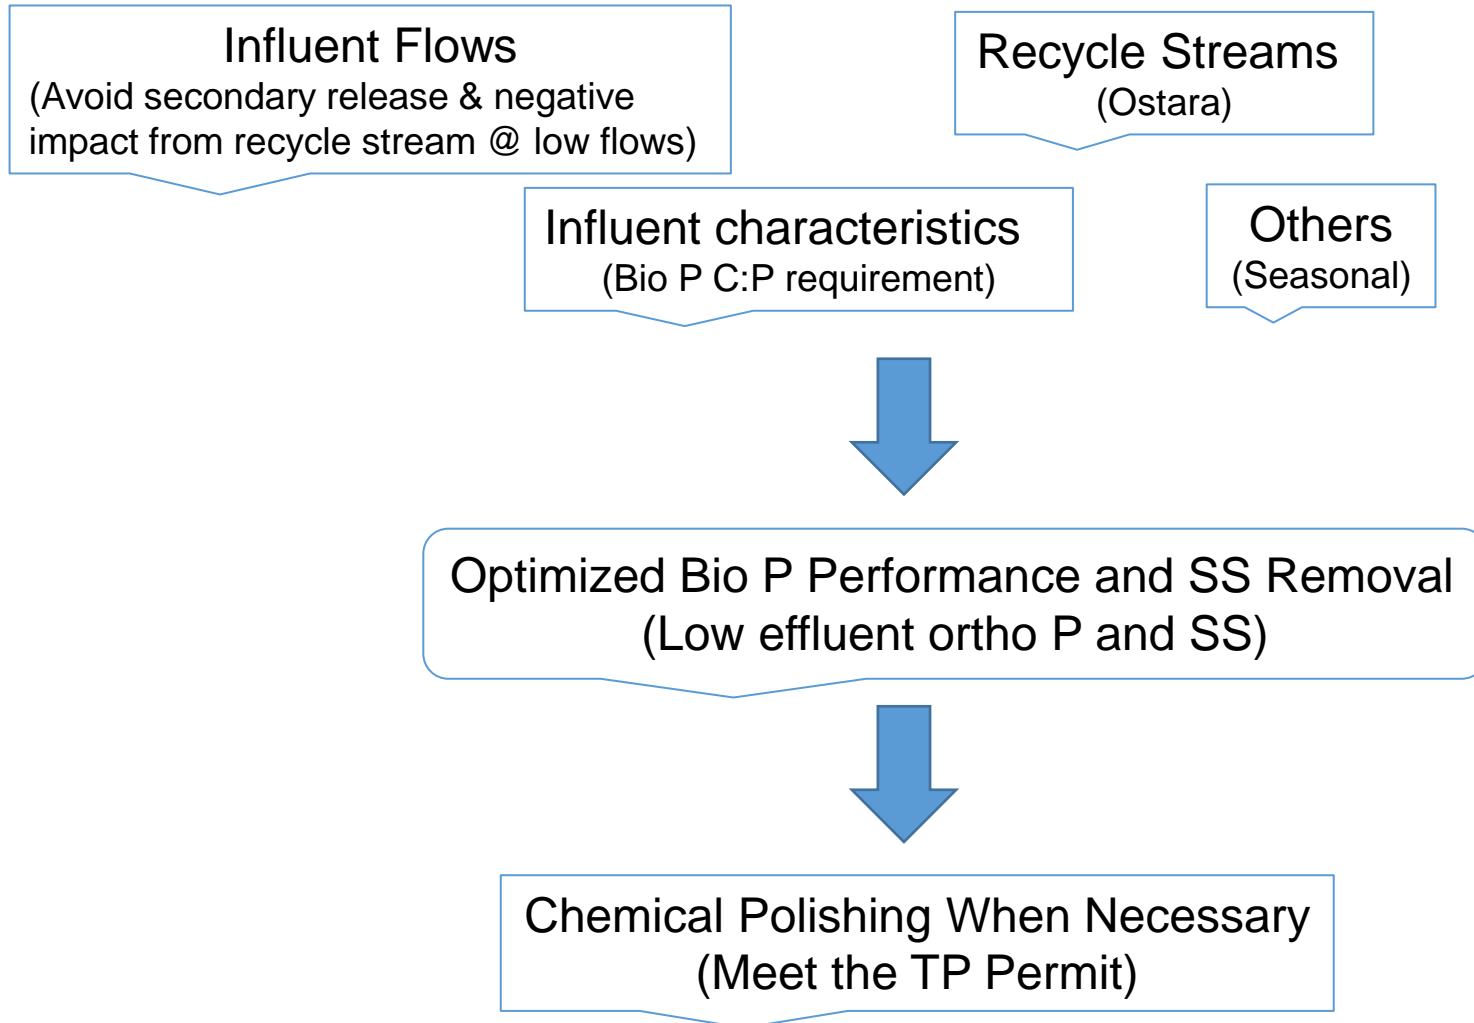 Influent Flows
(Avoid secondary release & negative
impact from recycle stream @ low flows)
Recycle Streams
(Ostara)
Influent characteristics
(Bio P C:P requirement)
Others
(Seasonal)
Optimized Bio P Performance and SS Removal
(Low effluent ortho P and SS)
Chemical Polishing When Necessary
(Meet the TP Permit)